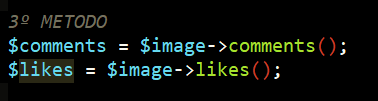 3º METODO
$comments = $image->comments();
$likes = $image->likes();